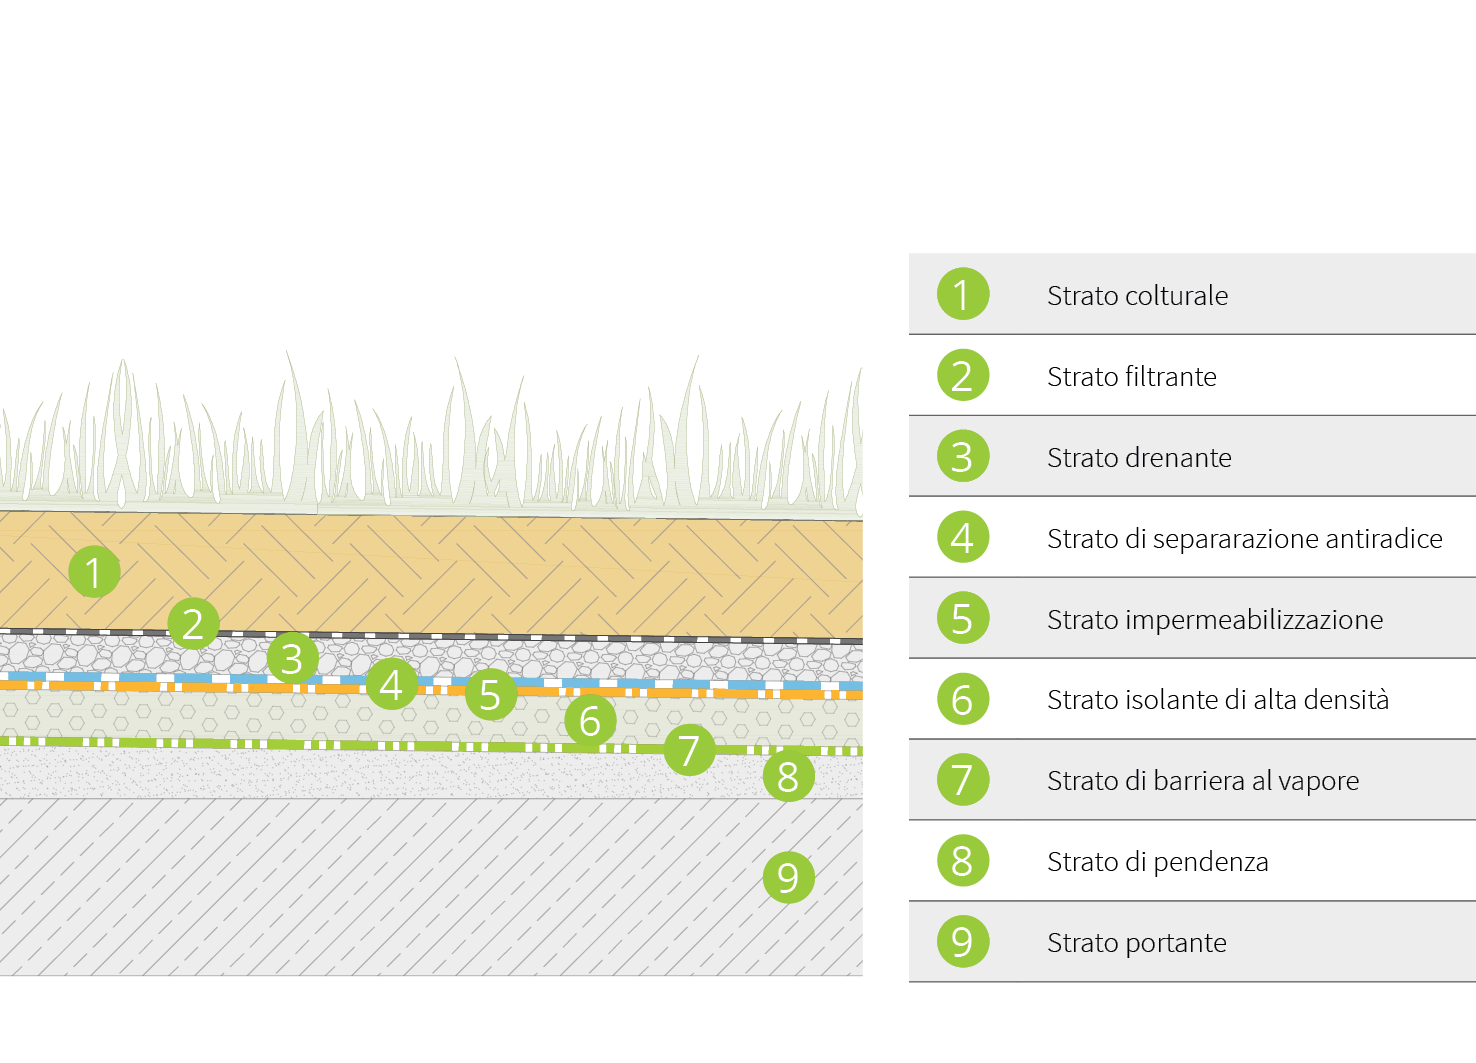 1 Strato colturale
2 Strato filtrante
3 Strato drenante
4 Strato di separarazione antiradice
5 Strato impermeabilizzazione
6 Strato isolante di alta densità
7 Strato di barriera al vapore
8 Strato di pendenza
9 Strato portante
1
2
3
4
5
6
7
8
9